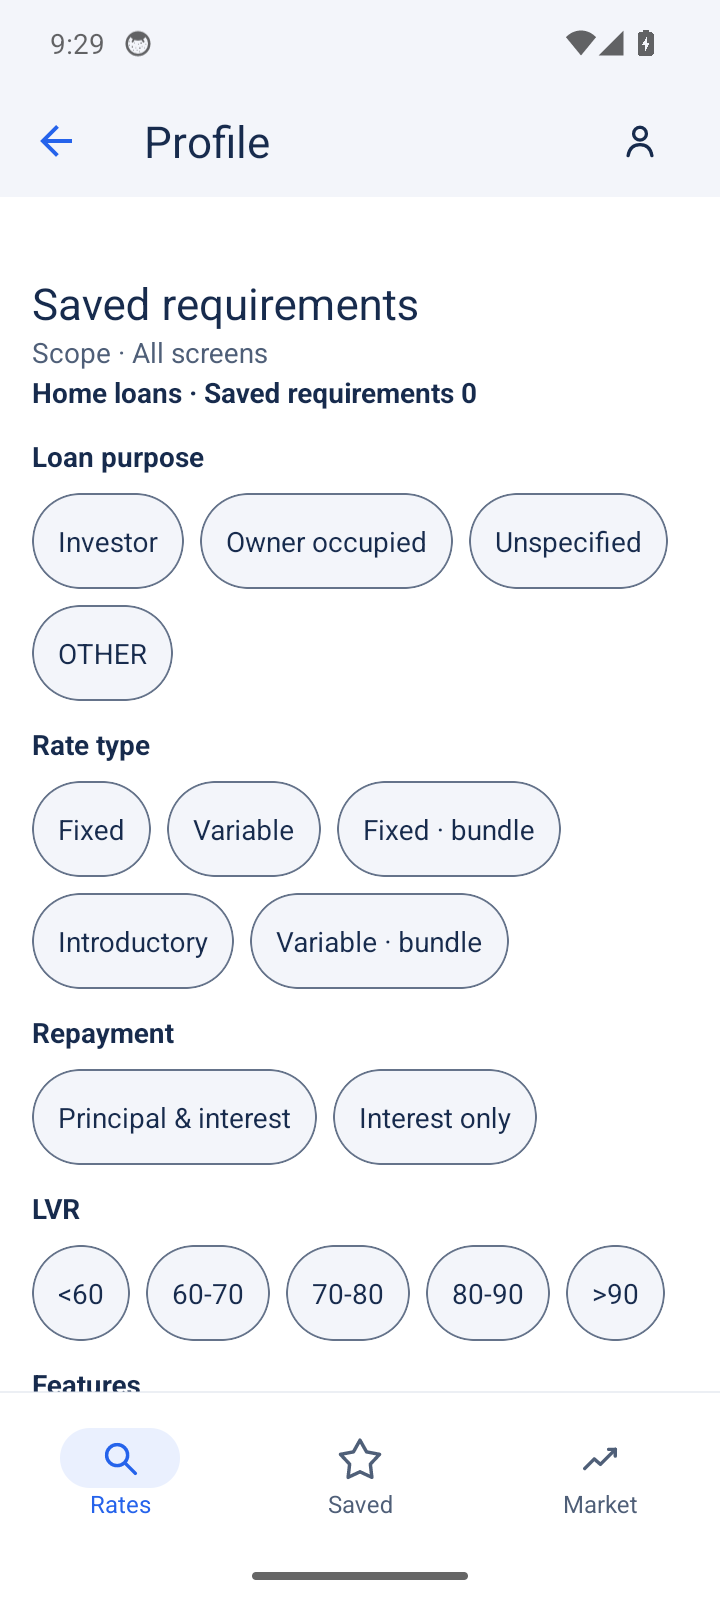 9:29
Profile
Saved requirements
Scope · All screens
Home loans · Saved requirements 0
Loan purpose
Investor Owner occupied Unspecified
OTHER
Rate type
Fixed Variable Fixed · bundle
Introductory Variable · bundle
Repayment
Principal & interest Interest only
LVR
<60 60-70 70-80 80-90 >90
Features
Rates Saved Market